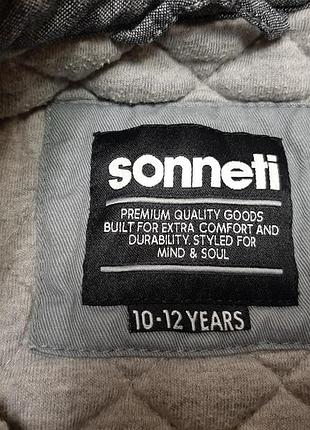 sonneti
PREMIUM QUALITY GOODS
BUILT FOR EXTRA COMFORT AND
DURABILITY. STYLED FOR
MIND & SOUL
10-12 YEARS